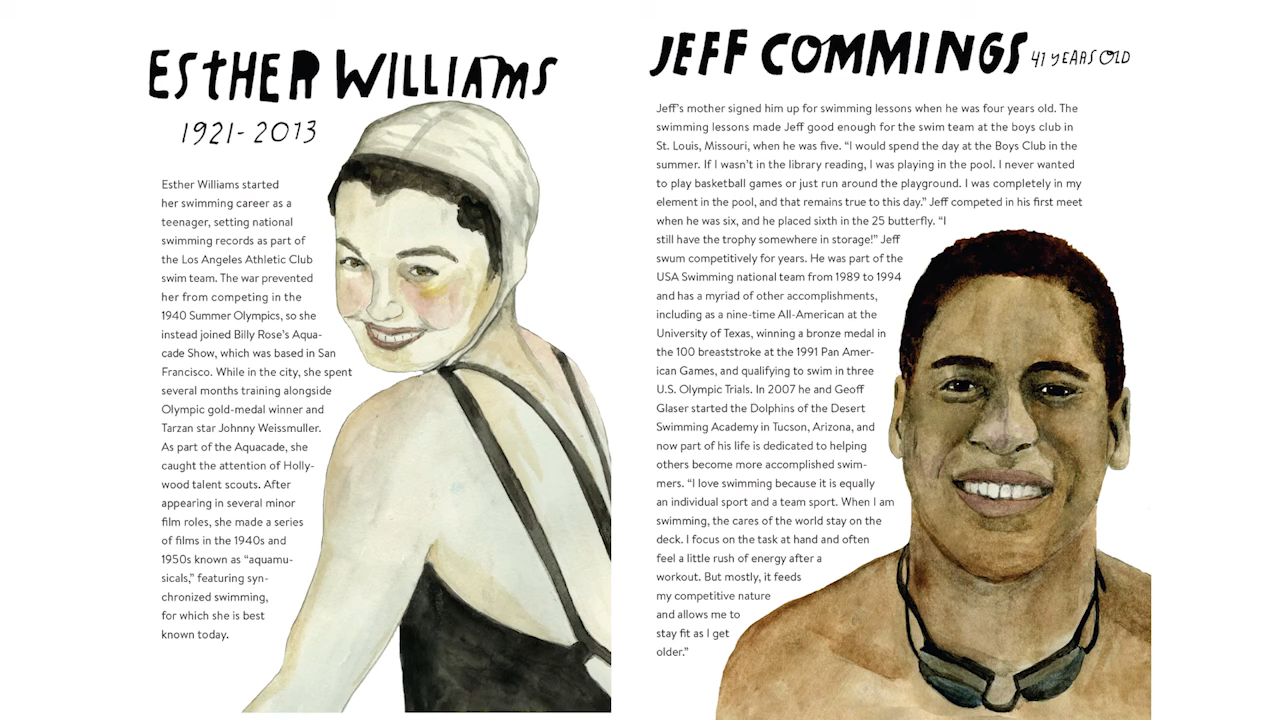 ESTHER WILLIAMS
1921-2013
Esther Williams started
her swimming career as a
teenager, setting national
swimming records as part of
the Los Angeles Athletic Club
swim team. The war prevented
her from competing in the
1940 Summer Olympics, so she
instead joined Billy Rose's Aqua-
cade Show, which was based in San
Francisco. While in the city, she spent
several months training alongside
Olympic gold-medal winner and
Tarzan star Johnny Weissmuller.
As part of the Aquacade, she
caught the attention of Holly-
wood talent scouts. After
appearing in several minor
film roles, she made a series
of films in the 1940s and
1950s known as “aquamu-
sicals,” featuring syn-
chronized swimming,
for which she is best
known today.
JEFF COMMINGS 41 YEARS OLD
Jeff's mother signed him up for swimming lessons when he was four years old. The
swimming lessons made Jeff good enough for the swim team at the boys club in
St. Louis, Missouri, when he was five. “I would spend the day at the Boys Club in the
summer. If I wasn't in the library reading, I was playing in the pool. I never wanted
to play basketball games or just run around the playground. I was completely in my
element in the pool, and that remains true to this day.” Jeff competed in his first meet
when he was six, and he placed sixth in the 25 butterfly. “I
still have the trophy somewhere in storage!” Jeff
swum competitively for years. He was part of the
USA Swimming national team from 1989 to 1994
and has a myriad of other accomplishments,
including as a nine-time All-American at the
University of Texas, winning a bronze medal in
the 100 breaststroke at the 1991 Pan Amer-
ican Games, and qualifying to swim in three
U.S. Olympic Trials. In 2007 he and Geoff
Glaser started the Dolphins of the Desert
Swimming Academy in Tucson, Arizona, and
now part of his life is dedicated to helping
others become more accomplished swim-
mers. “I love swimming because it is equally
an individual sport and a team sport. When I am
swimming, the cares of the world stay on the
deck. I focus on the task at hand and often
feel a little rush of energy after a
workout. But mostly, it feeds
my competitive nature
and allows me to
stay fit as I get
older.”